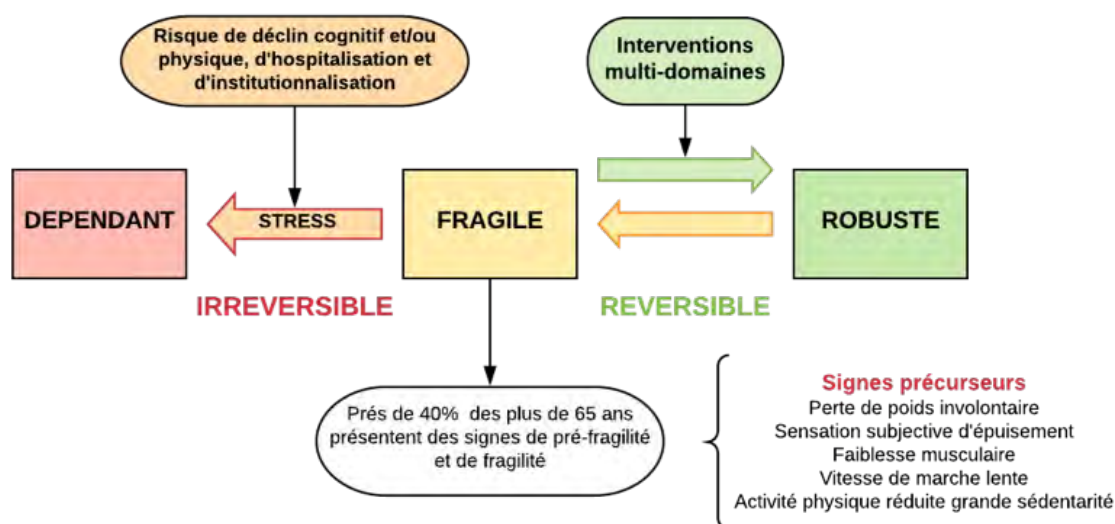 Risque de déclin cognitif et/ou
physique, d'hospitalisation et
d'institutionnalisation
Interventions
multi-domaines
DEPENDANT
STRESS
FRAGILE
ROBUSTE
IRREVERSIBLE
REVERSIBLE
Prés de 40% des plus de 65 ans
présentent des signes de pré-fragilité
et de fragilité
Signes précurseurs
Perte de poids involontaire
Sensation subjective d'épuisement
Faiblesse musculaire
Vitesse de marche lente
Activité physique réduite grande sédentarité